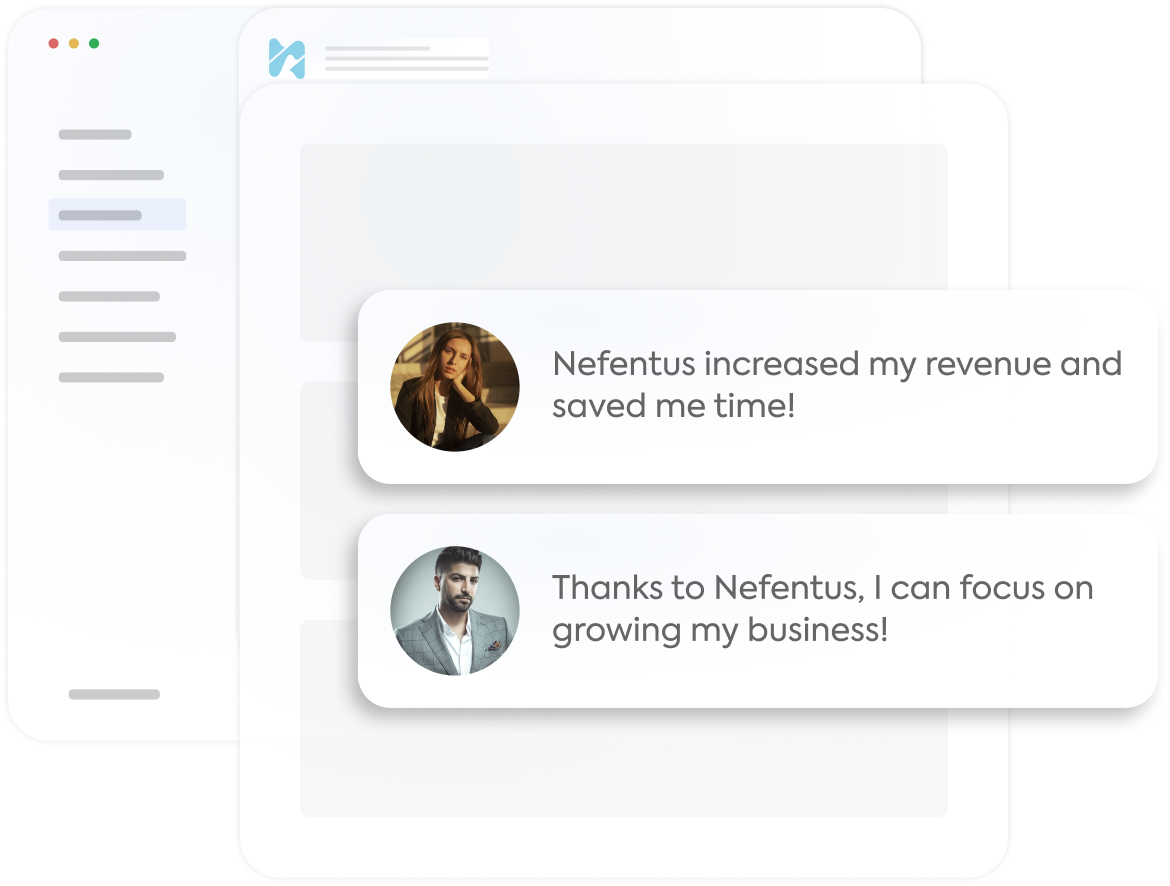 Nefentus increased my revenue and
saved me time!
Thanks to Nefentus, I can focus on
growing my business!